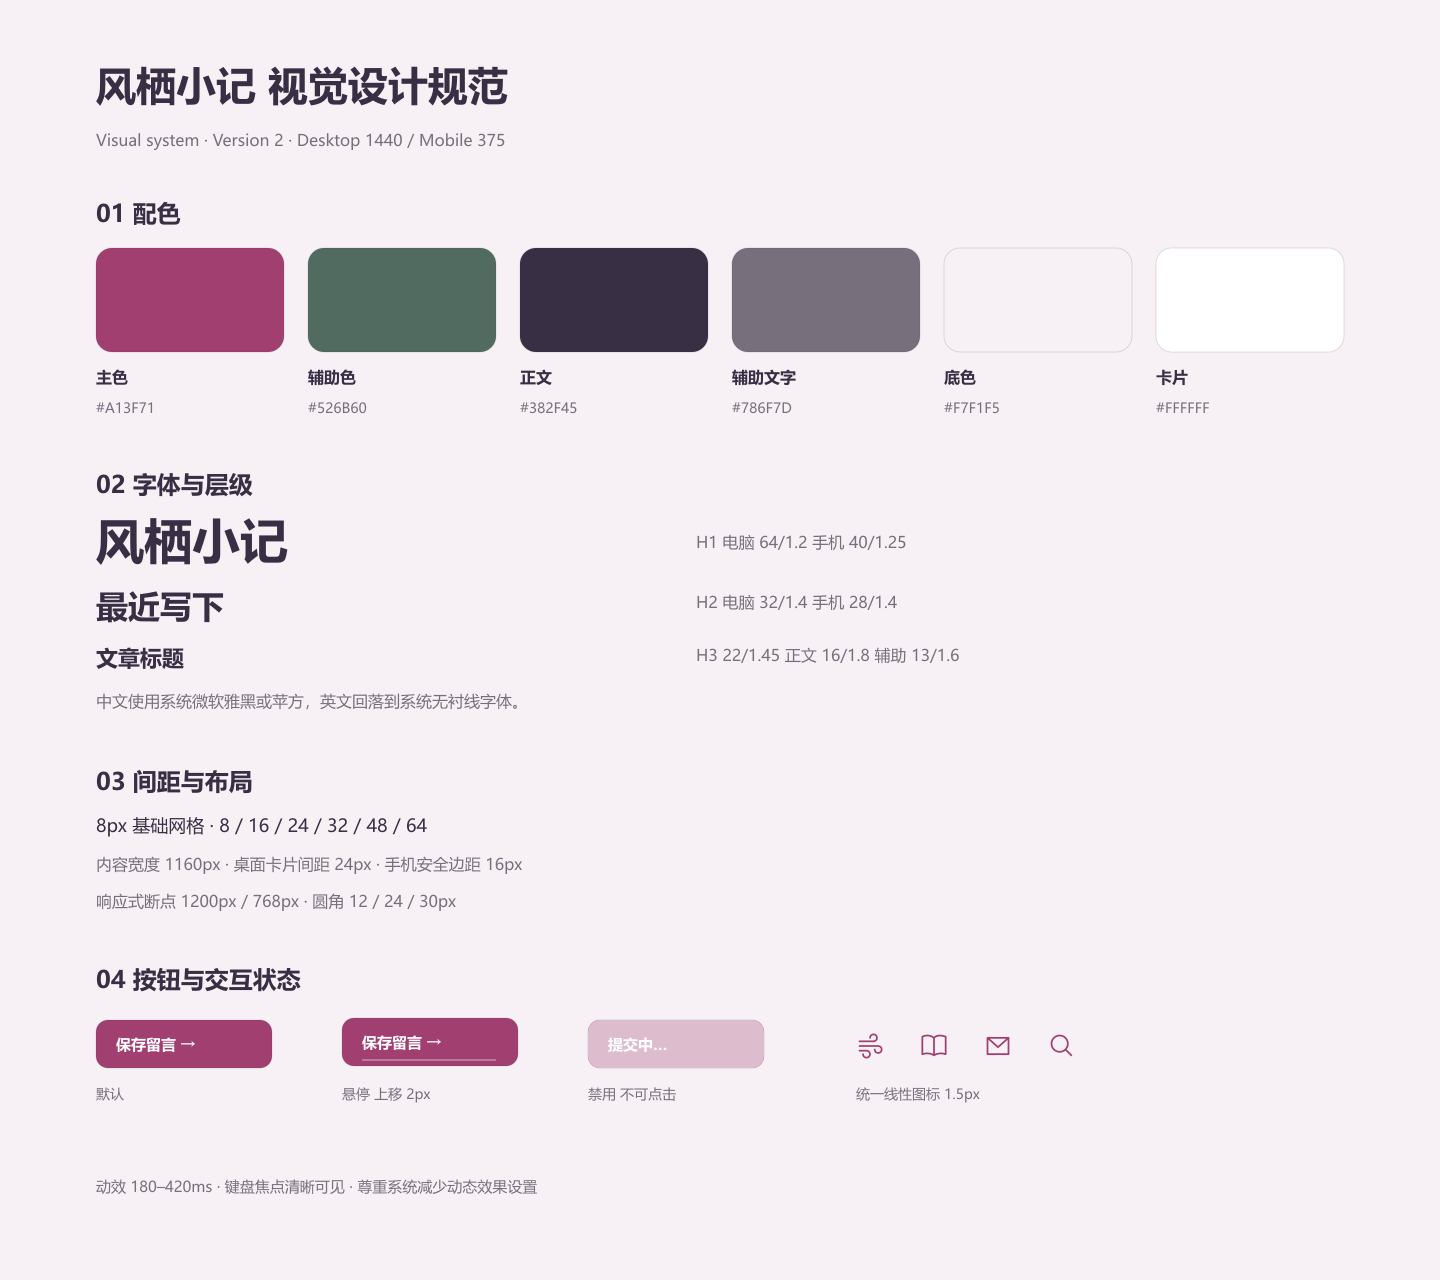 风栖小记 视觉设计规范
Visual system · Version 2 · Desktop 1440 / Mobile 375
01 配色
主色
#A13F71
辅助色
#526B60
正文
#382F45
辅助文字
#786F7D
底色
#F7F1F5
卡片
#FFFFFF
02 字体与层级
风栖小记
H1 电脑 64/1.2 手机 40/1.25
最近写下
H2 电脑 32/1.4 手机 28/1.4
文章标题
H3 22/1.45 正文 16/1.8 辅助 13/1.6
中文使用系统微软雅黑或苹方，英文回落到系统无衬线字体。
03 间距与布局
8px 基础网格 · 8 / 16 / 24 / 32 / 48 / 64
内容宽度 1160px · 桌面卡片间距 24px · 手机安全边距 16px
响应式断点 1200px / 768px · 圆角 12 / 24 / 30px
04 按钮与交互状态
保存留言 →
默认
保存留言 →
悬停 上移 2px
提交中...
禁用 不可点击
统一线性图标 1.5px
动效 180–420ms · 键盘焦点清晰可见 · 尊重系统减少动态效果设置